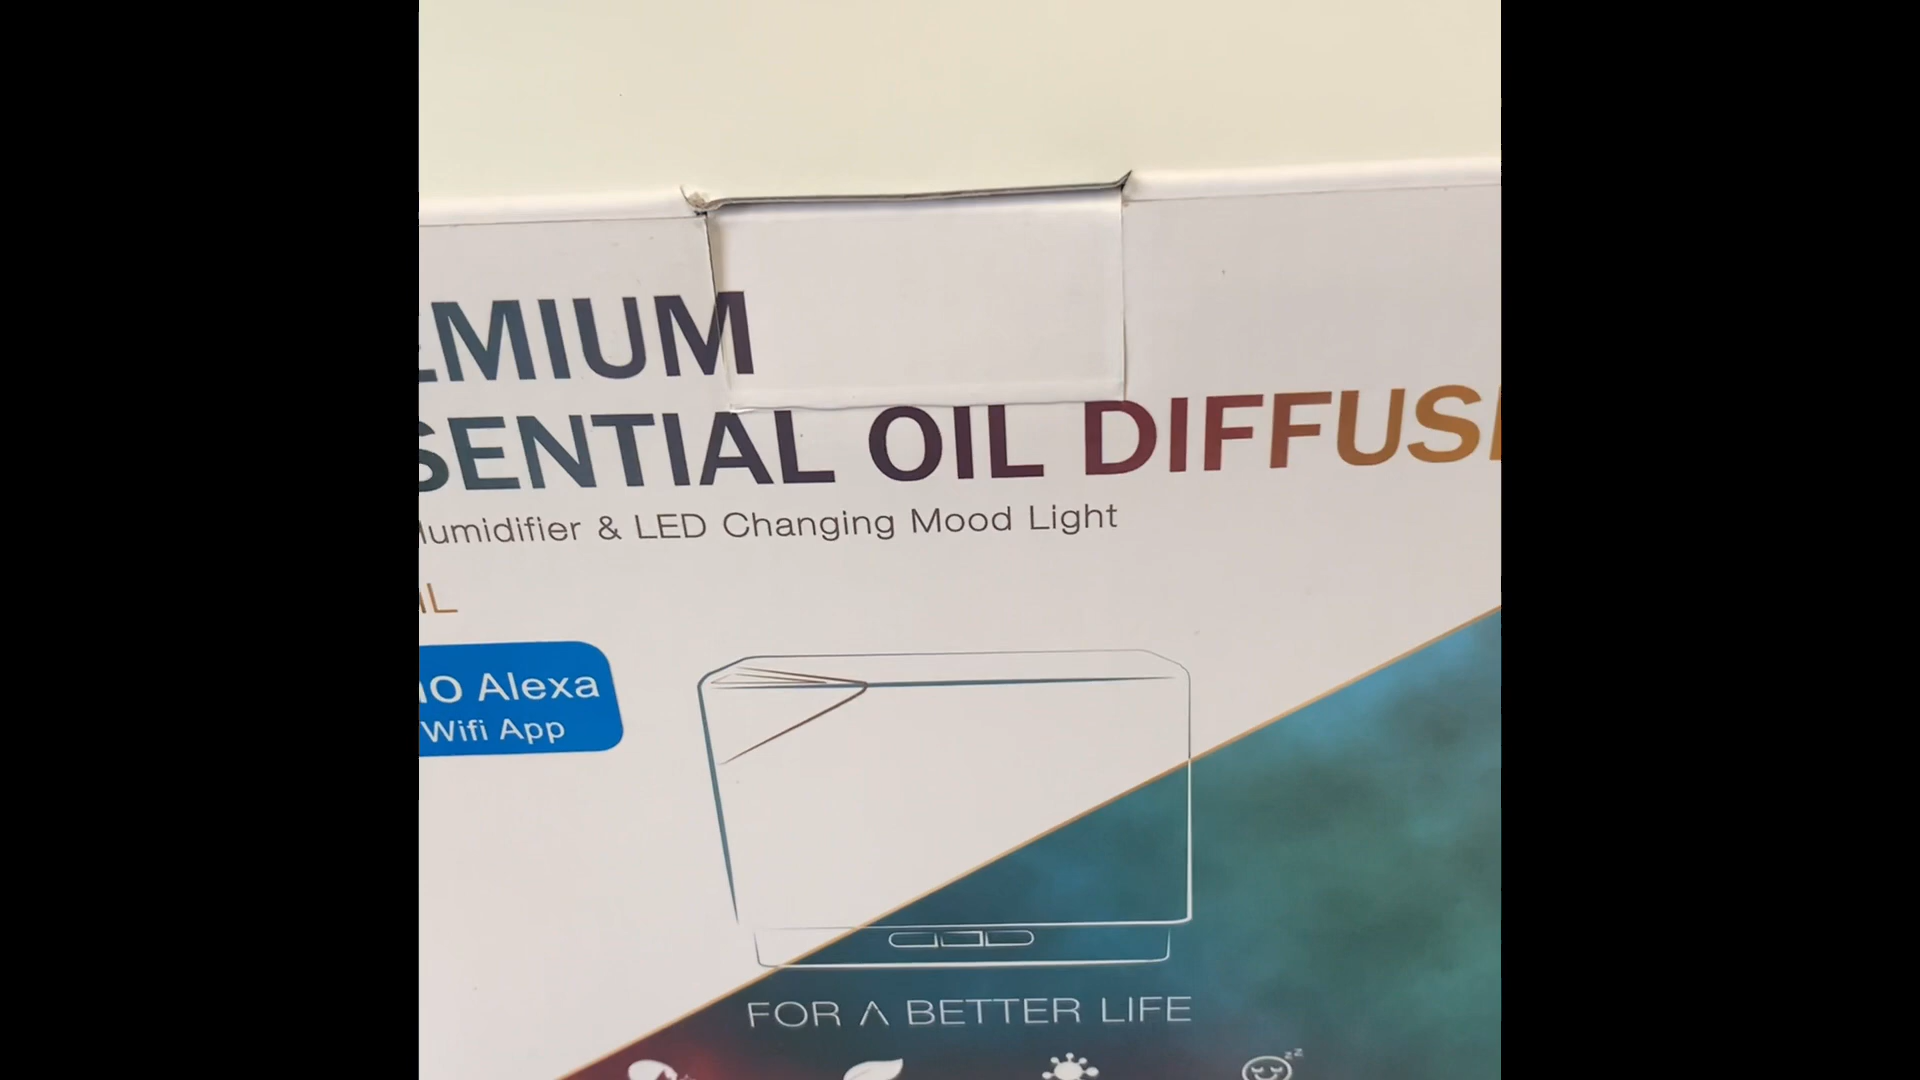 EMIUM
SENTIAL OIL DIFFUS
Humidifier & LED Changing Mood Light
IL
IO Alexa
Wifi App
FOR A BETTER LIFE